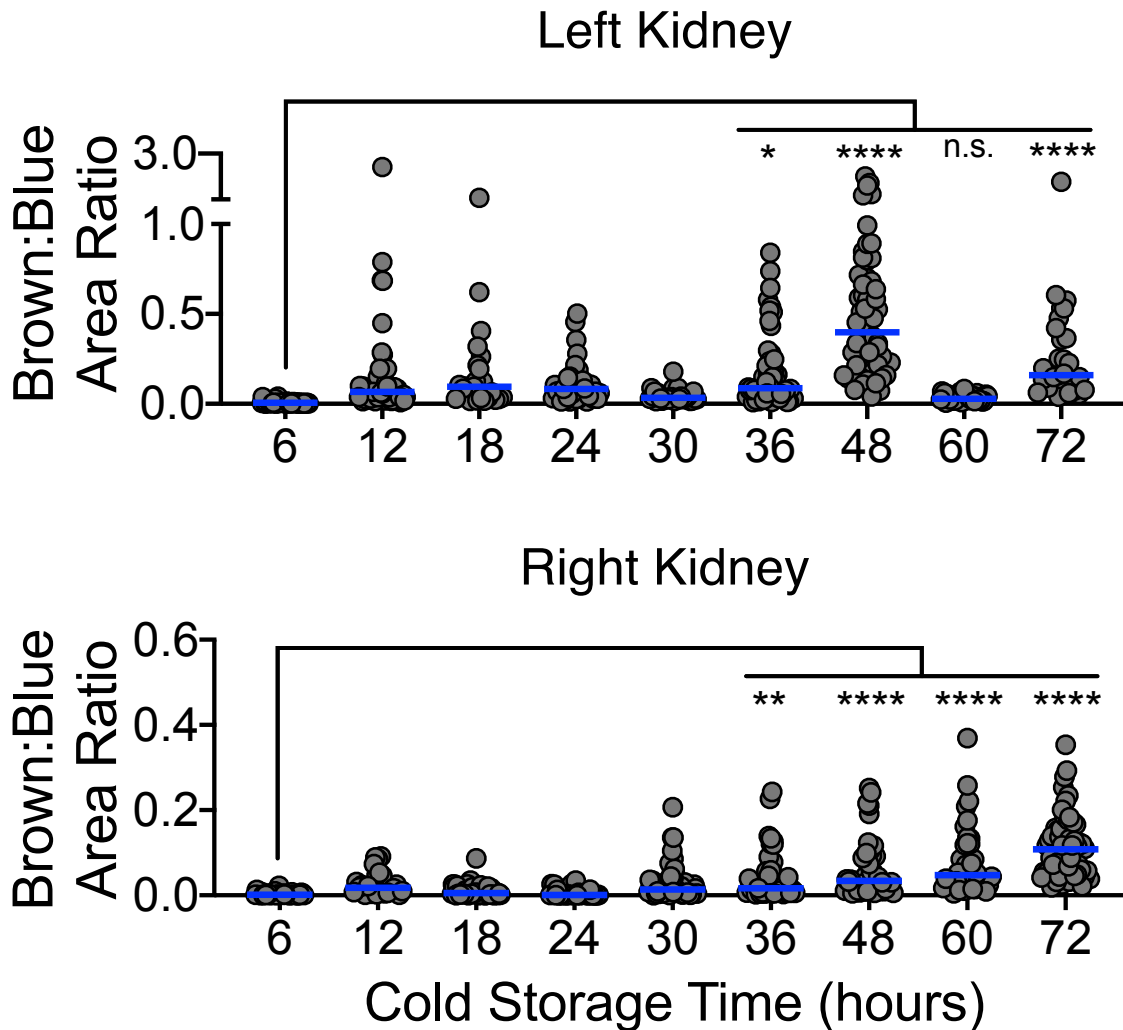 Left Kidney
Brown:Blue
Area Ratio
3.0
1.0
0.5
0.0
* **** n.s. ****
6 12 18 24 30 36 48 60 72
Right Kidney
Brown:Blue
Area Ratio
0.6
0.4
0.2
0.0
** **** **** ****
6 12 18 24 30 36 48 60 72
Cold Storage Time (hours)